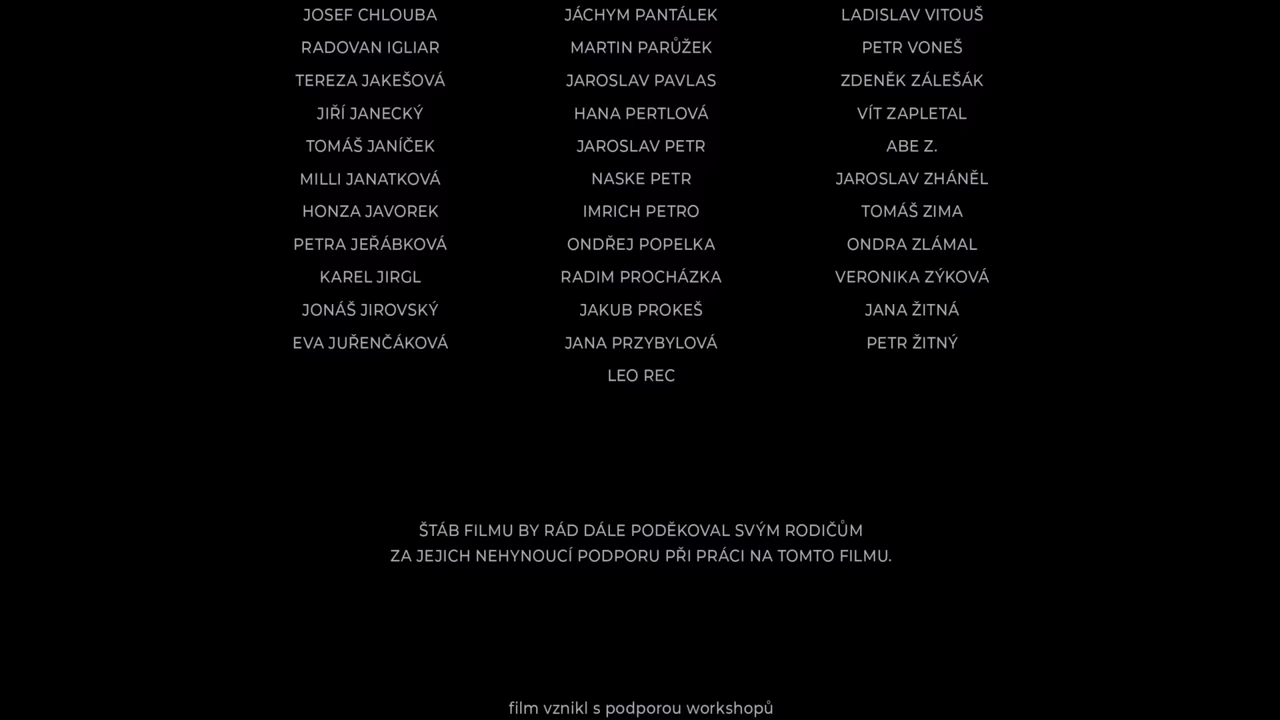 JOSEF CHLOUBA
RADOVAN IGLIAR
TEREZA JAKEŠOVÁ
JIŘÍ JANECKÝ
TOMÁŠ JANÍČEK
MILLI JANATKOVÁ
HONZA JAVOREK
PETRA JEŘÁBKOVÁ
KAREL JIRGL
JONÁŠ JIROVSKÝ
EVA JUŘENČÁKOVÁ
JÁCHYM PANTÁLEK
MARTIN PARŮŽEK
JAROSLAV PAVLAS
HANA PERTLOVÁ
JAROSLAV PETR
NASKE PETR
IMRICH PETRO
ONDŘEJ POPELKA
RADIM PROCHÁZKA
JAKUB PROKEŠ
JANA PRZYBYLOVÁ
LEO REC
LADISLAV VITOUŠ
PETR VONEŠ
ZDENĚK ZÁLEŠÁK
VÍT ZAPLETAL
ABE Z.
JAROSLAV ZHÁNĚL
TOMÁŠ ZIMA
ONDRA ZLÁMAL
VERONIKA ZÝKOVÁ
JANA ŽITNÁ
PETR ŽITNÝ
ŠTÁB FILMU BY RÁD DÁLE PODĚKOVAL SVÝM RODIČŮM
ZA JEJICH NEHYNOUCÍ PODPORU PŘI PRÁCI NA TOMTO FILMU.
film vznikl s podporou workshopů